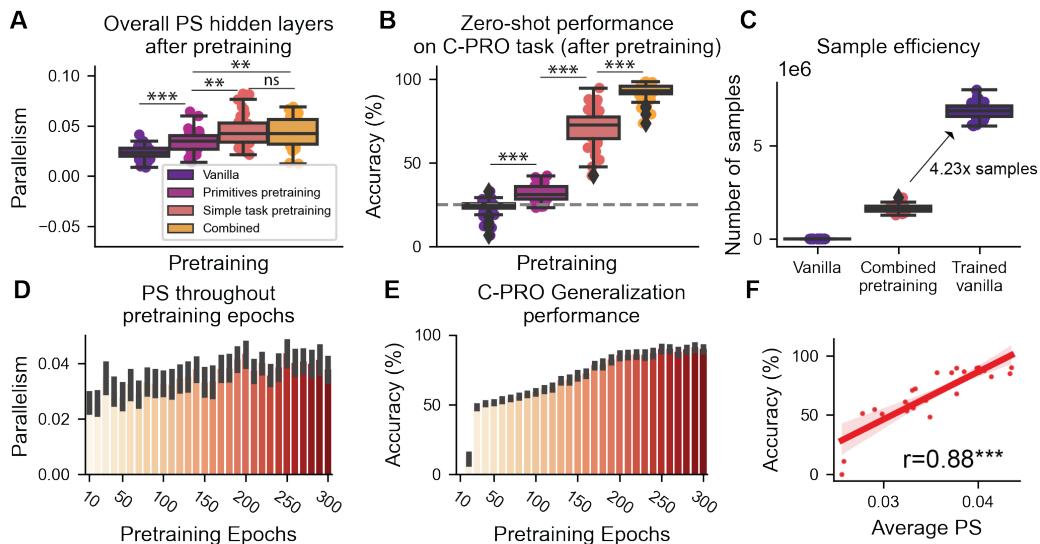 A
Overall PS hidden layers
after pretraining
Parallelism
0.10
0.05
0.00
−0.05
***
**
**
ns
Vanilla
Primitives pretraining
Simple task pretraining
Combined
Pretraining
B
Zero-shot performance
on C-PRO task (after pretraining)
Accuracy (%)
100
50
0
***
***
***
Pretraining
C
Sample efficiency
1e6
Number of samples
5
0
4.23x samples
Vanilla
Combined
pretraining
Trained
vanilla
D
PS throughout
pretraining epochs
Parallelism
0.04
0.02
0.00
10
50
100
150
200
250
300
Pretraining Epochs
E
C-PRO Generalization
performance
Accuracy (%)
100
50
0
10
50
100
150
200
250
300
Pretraining Epochs
F
Accuracy (%)
100
50
0
r=0.88***
0.03
0.04
Average PS